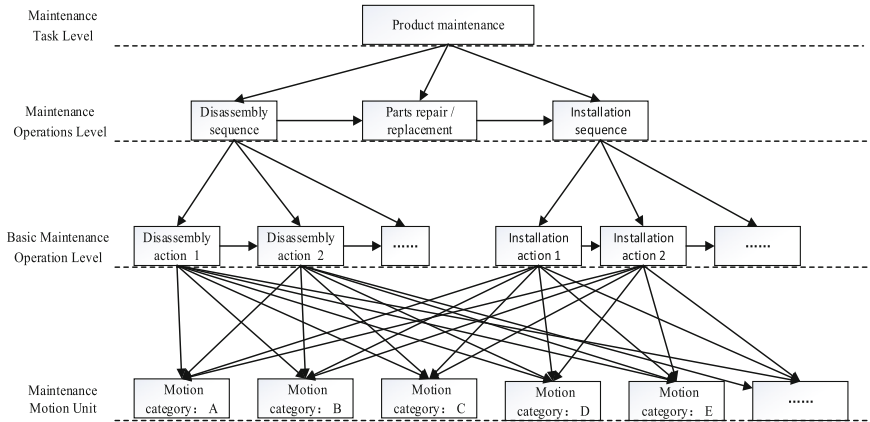 Maintenance
Task Level
Product maintenance
Maintenance
Operations Level
Disassembly
sequence
Parts repair /
replacement
Installation
sequence
Basic Maintenance
Operation Level
Disassembly
action 1
Disassembly
action 2
......
Installation
action 1
Installation
action 2
......
Maintenance
Motion Unit
Motion
category： A
Motion
category： B
Motion
category： C
Motion
category： D
Motion
category： E
......